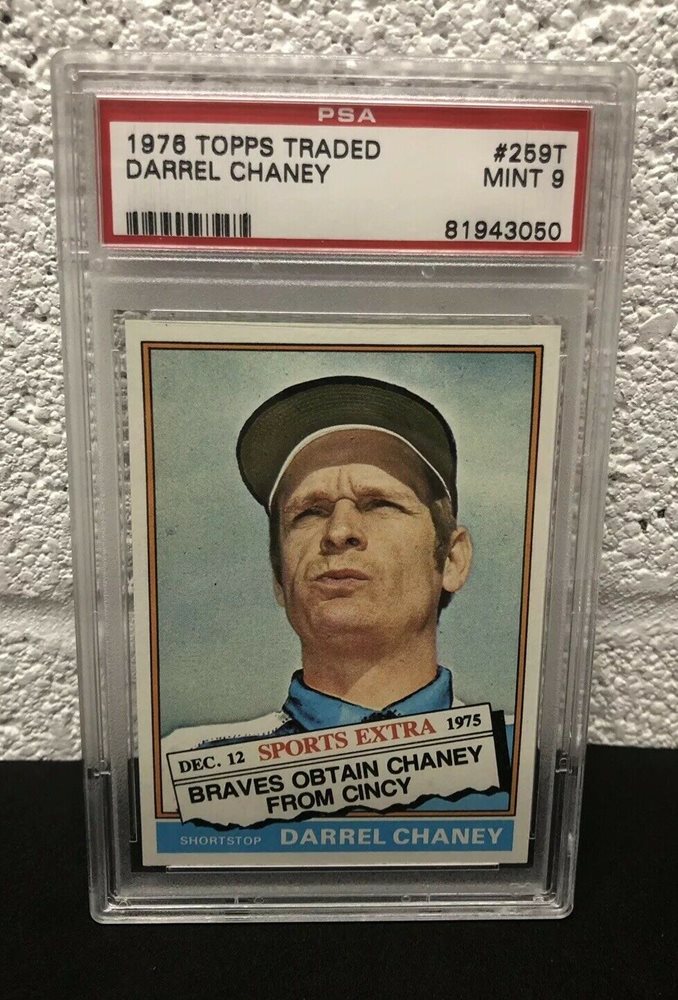 PSA
1976 TOPPS TRADED #259T
DARREL CHANEY MINT 9
81943050
DEC. 12 SPORTS EXTRA 1975
BRAVES OBTAIN CHANEY
FROM CINCY
SHORTSTOP DARREL CHANEY